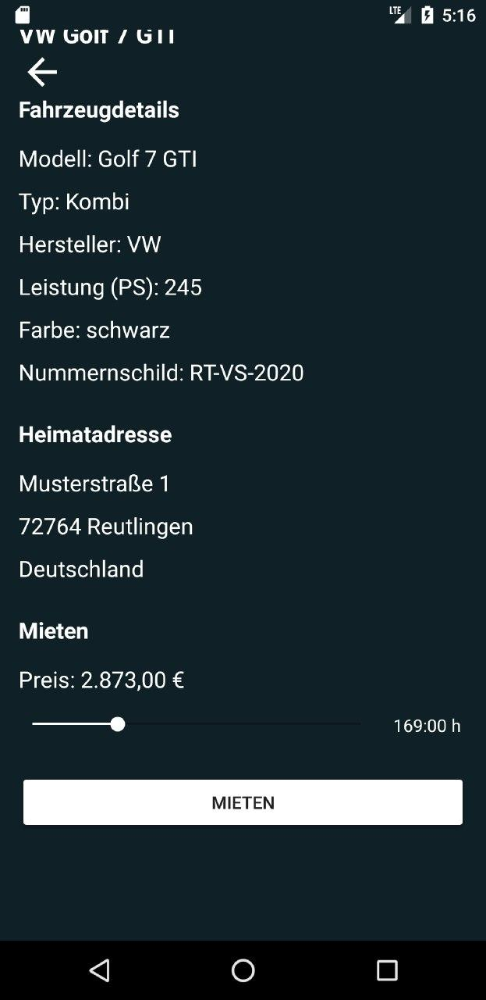 LTE 5:16
VW Golf 7 GTI
Fahrzeugdetails
Modell: Golf 7 GTI
Typ: Kombi
Hersteller: VW
Leistung (PS): 245
Farbe: schwarz
Nummernschild: RT-VS-2020
Heimatadresse
Musterstraße 1
72764 Reutlingen
Deutschland
Mieten
Preis: 2.873,00 €
169:00 h
MIETEN